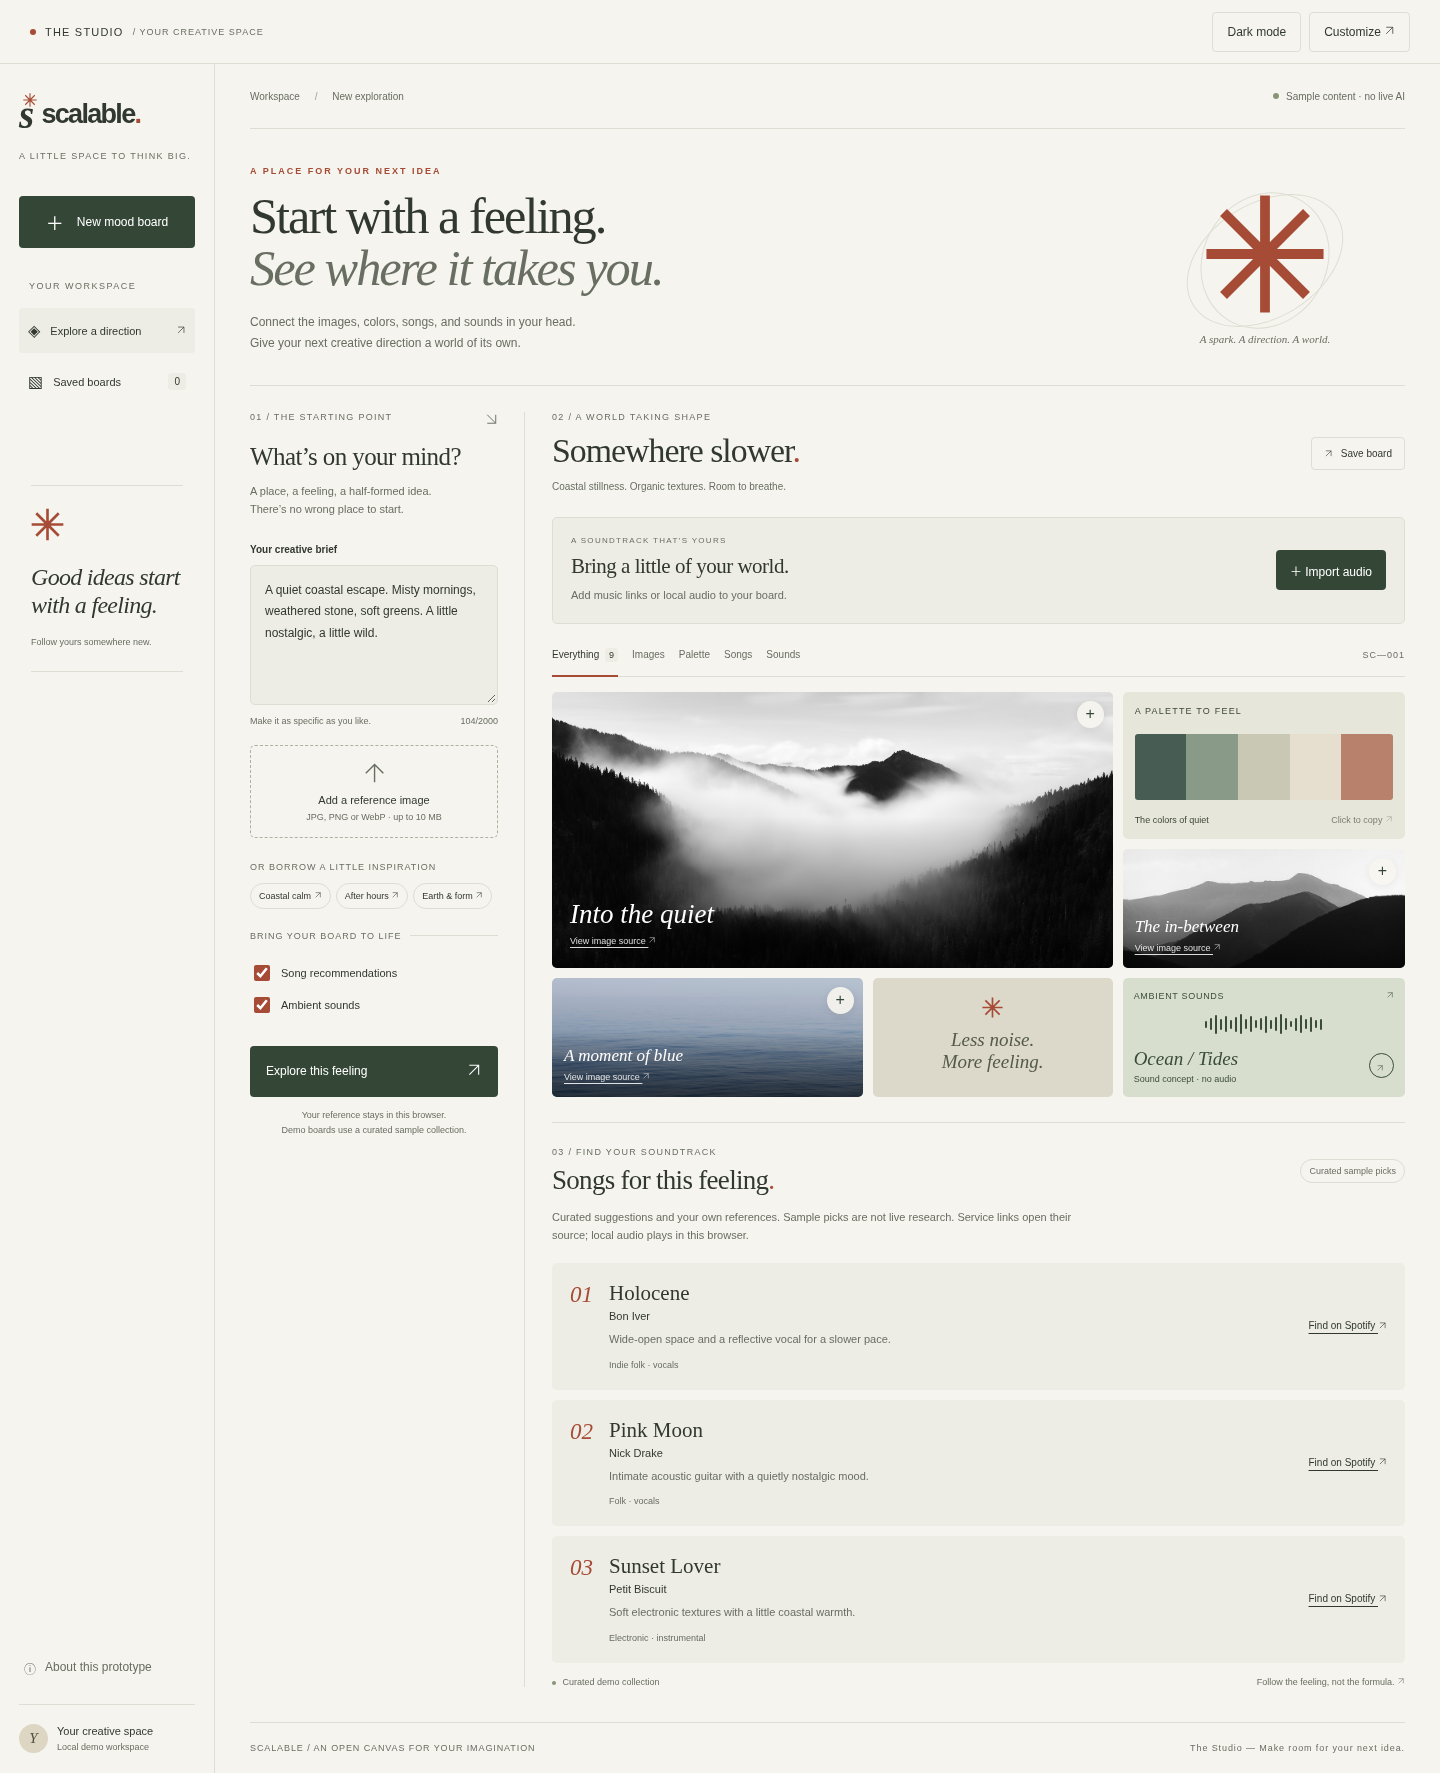 THE STUDIO / YOUR CREATIVE SPACE
Dark mode
Customize
s scalable.
A LITTLE SPACE TO THINK BIG.
New mood board
YOUR WORKSPACE
Explore a direction
Saved boards 0
Good ideas start
with a feeling.
Follow yours somewhere new.
About this prototype
Y
Your creative space
Local demo workspace
Workspace / New exploration
Sample content · no live AI
A PLACE FOR YOUR NEXT IDEA
Start with a feeling.
See where it takes you.
Connect the images, colors, songs, and sounds in your head.
Give your next creative direction a world of its own.
A spark. A direction. A world.
01 / THE STARTING POINT
What’s on your mind?
A place, a feeling, a half-formed idea.
There’s no wrong place to start.
Your creative brief
A quiet coastal escape. Misty mornings,
weathered stone, soft greens. A little
nostalgic, a little wild.
Make it as specific as you like. 104/2000
Add a reference image
JPG, PNG or WebP · up to 10 MB
OR BORROW A LITTLE INSPIRATION
Coastal calm
After hours
Earth & form
BRING YOUR BOARD TO LIFE
Song recommendations
Ambient sounds
Explore this feeling
Your reference stays in this browser.
Demo boards use a curated sample collection.
02 / A WORLD TAKING SHAPE
Somewhere slower.
Coastal stillness. Organic textures. Room to breathe.
Save board
A SOUNDTRACK THAT’S YOURS
Bring a little of your world.
Add music links or local audio to your board.
Import audio
Everything 9 Images Palette Songs Sounds
SC—001
Into the quiet
View image source
A PALETTE TO FEEL
The colors of quiet
Click to copy
The in-between
View image source
A moment of blue
View image source
Less noise.
More feeling.
AMBIENT SOUNDS
Ocean / Tides
Sound concept · no audio
03 / FIND YOUR SOUNDTRACK
Songs for this feeling.
Curated sample picks
Curated suggestions and your own references. Sample picks are not live research. Service links open their
source; local audio plays in this browser.
01 Holocene
Bon Iver
Wide-open space and a reflective vocal for a slower pace.
Indie folk · vocals
Find on Spotify
02 Pink Moon
Nick Drake
Intimate acoustic guitar with a quietly nostalgic mood.
Folk · vocals
Find on Spotify
03 Sunset Lover
Petit Biscuit
Soft electronic textures with a little coastal warmth.
Electronic · instrumental
Find on Spotify
Curated demo collection
Follow the feeling, not the formula.
SCALABLE / AN OPEN CANVAS FOR YOUR IMAGINATION
The Studio — Make room for your next idea.